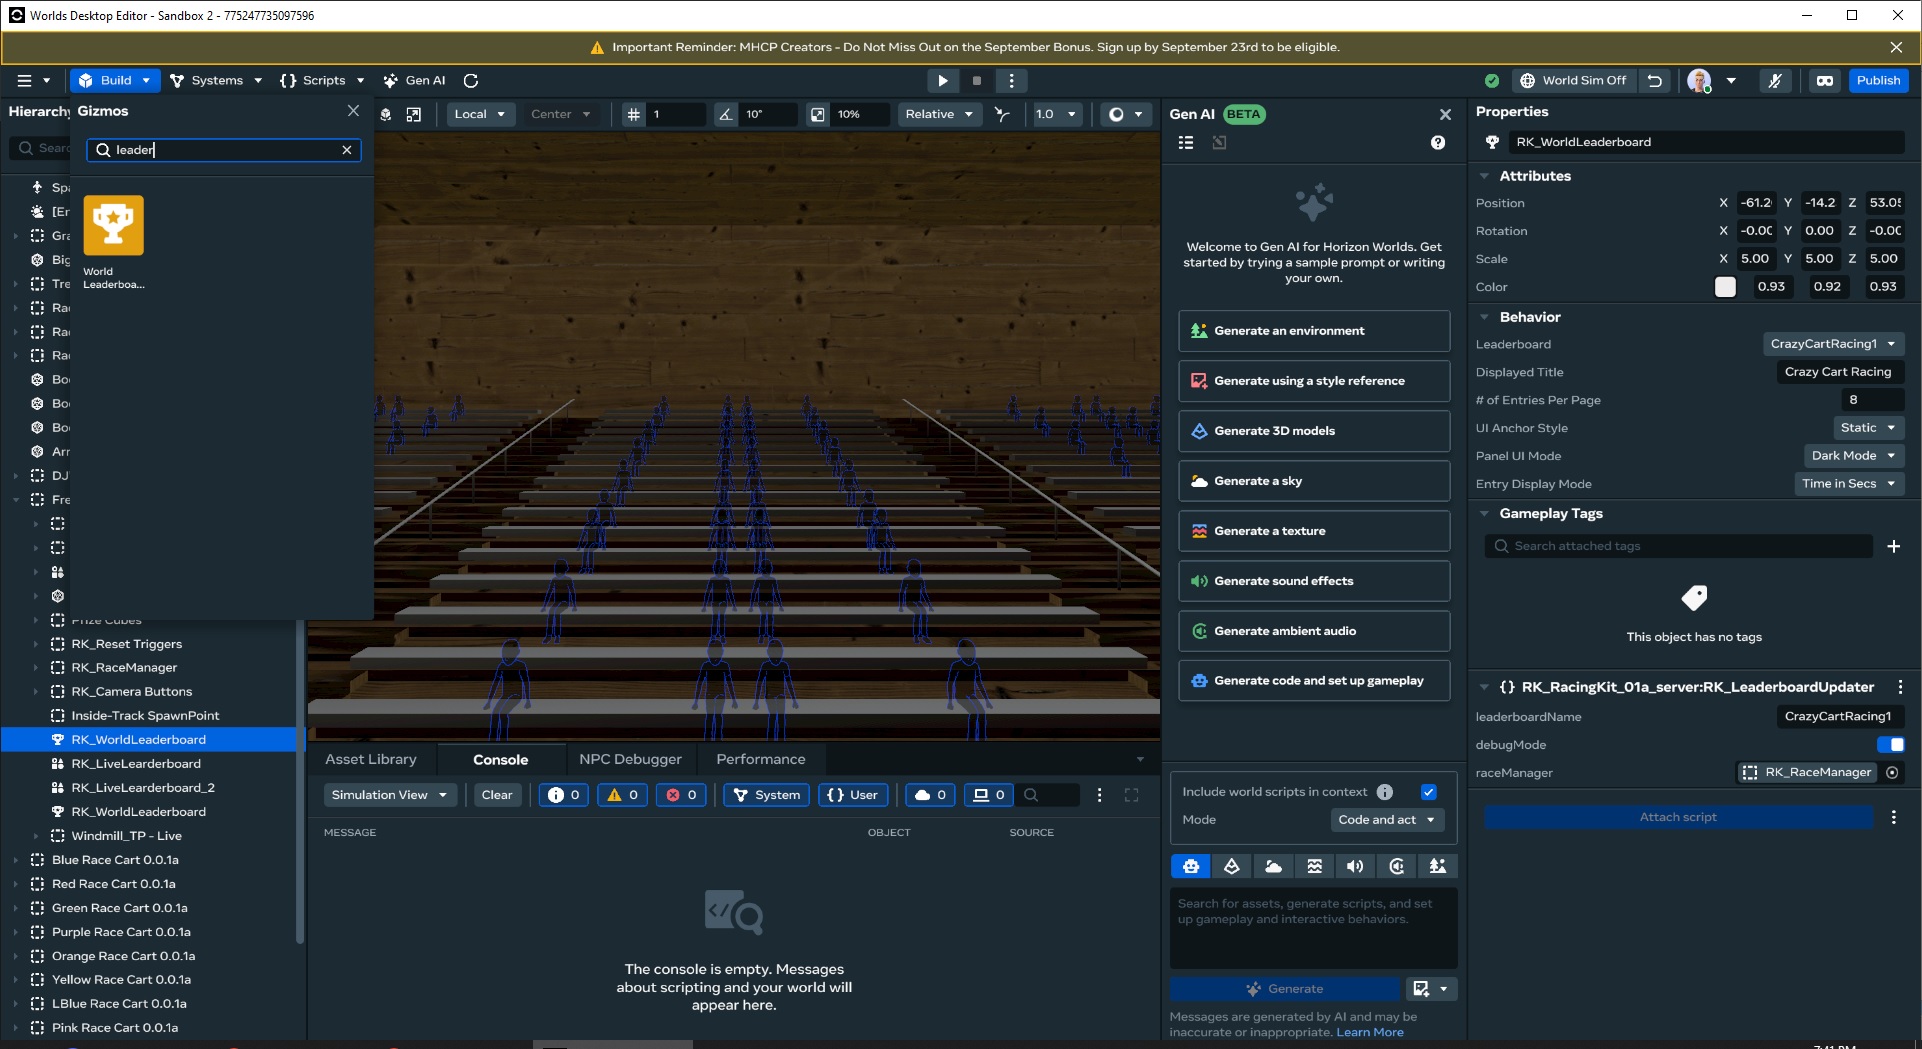 Worlds Desktop Editor - Sandbox 2 - 775247735097596
Important Reminder: MHCP Creators - Do Not Miss Out on the September Bonus. Sign up by September 23rd to be eligible.
Build
Systems
Scripts
Gen AI
World Sim Off
Publish
Hierarchy
Gizmos
leader
World
Leaderboa...
Local
Center
1
10°
10%
Relative
1.0
Spa
[En
Gra
Big
Tre
Rac
Rac
Rac
Boo
Boo
Boo
DJ
Fre
Prize Cubes
RK_Reset Triggers
RK_RaceManager
RK_Camera Buttons
Inside-Track SpawnPoint
RK_WorldLeaderboard
RK_LiveLearderboard
RK_LiveLearderboard_2
RK_WorldLeaderboard
Windmill_TP - Live
Blue Race Cart 0.0.1a
Red Race Cart 0.0.1a
Green Race Cart 0.0.1a
Purple Race Cart 0.0.1a
Orange Race Cart 0.0.1a
Yellow Race Cart 0.0.1a
LBlue Race Cart 0.0.1a
Pink Race Cart 0.0.1a
Asset Library
Console
NPC Debugger
Performance
Simulation View
Clear
0
0
0
System
{} User
0
0
MESSAGE
OBJECT
SOURCE
The console is empty. Messages
about scripting and your world will
appear here.
Gen AI BETA
Welcome to Gen AI for Horizon Worlds. Get
started by trying a sample prompt or writing
your own.
Generate an environment
Generate using a style reference
Generate 3D models
Generate a sky
Generate a texture
Generate sound effects
Generate ambient audio
Generate code and set up gameplay
Include world scripts in context
Mode
Code and act
Search for assets, generate scripts, and set
up gameplay and interactive behaviors.
Generate
Messages are generated by AI and may be
inaccurate or inappropriate. Learn More
Properties
RK_WorldLeaderboard
Attributes
Position X -61.2 Y -14.2 Z 53.05
Rotation X -0.00 Y 0.00 Z -0.00
Scale X 5.00 Y 5.00 Z 5.00
Color 0.93 0.92 0.93
Behavior
Leaderboard CrazyCartRacing1
Displayed Title Crazy Cart Racing
# of Entries Per Page 8
UI Anchor Style Static
Panel UI Mode Dark Mode
Entry Display Mode Time in Secs
Gameplay Tags
Search attached tags
This object has no tags
{} RK_RacingKit_01a_server:RK_LeaderboardUpdater
leaderboardName CrazyCartRacing1
debugMode
raceManager RK_RaceManager
Attach script